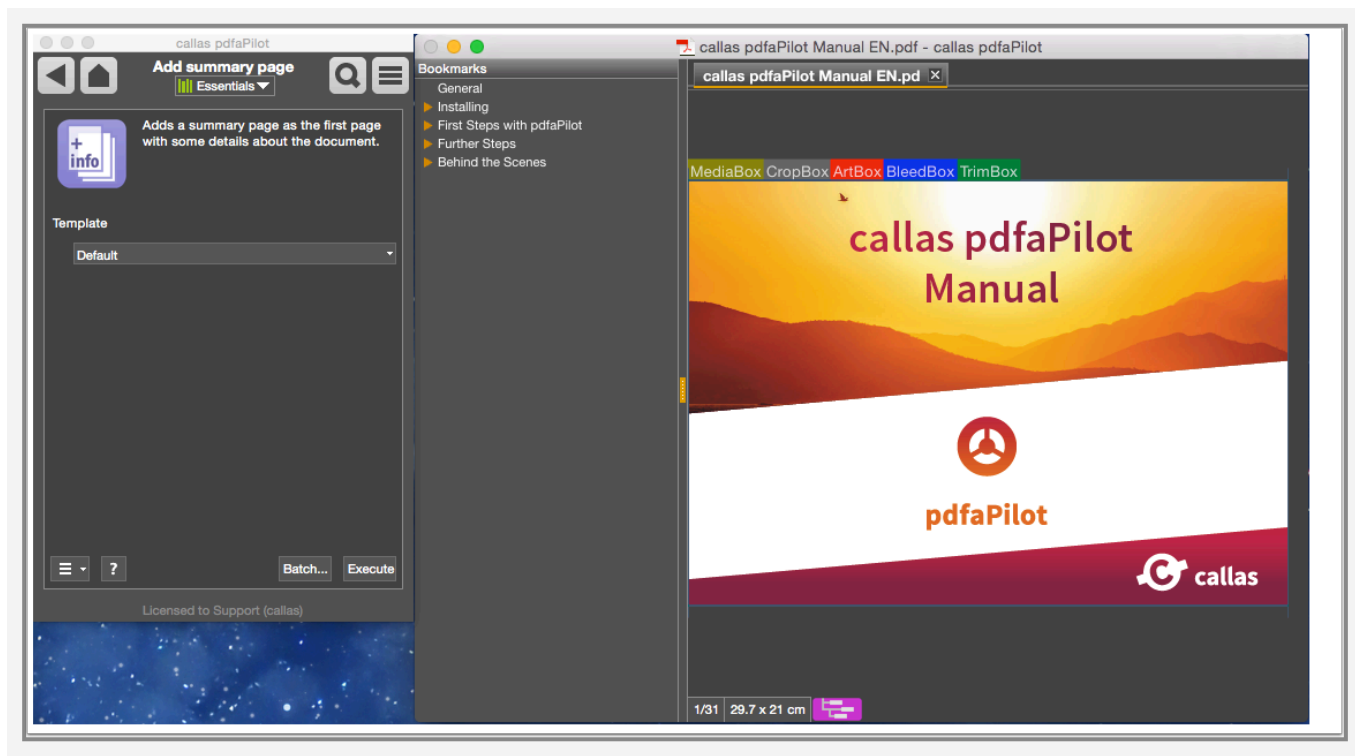 callas pdfaPilot
Add summary page
Essentials
+
info
Adds a summary page as the first page
with some details about the document.
Template
Default
?
Batch...
Execute
Licensed to Support (callas)
callas pdfaPilot Manual EN.pdf - callas pdfaPilot
Bookmarks
General
Installing
First Steps with pdfaPilot
Further Steps
Behind the Scenes
callas pdfaPilot Manual EN.pd
MediaBox CropBox ArtBox BleedBox TrimBox
callas pdfaPilot
Manual
pdfaPilot
callas
1/31 29.7 x 21 cm